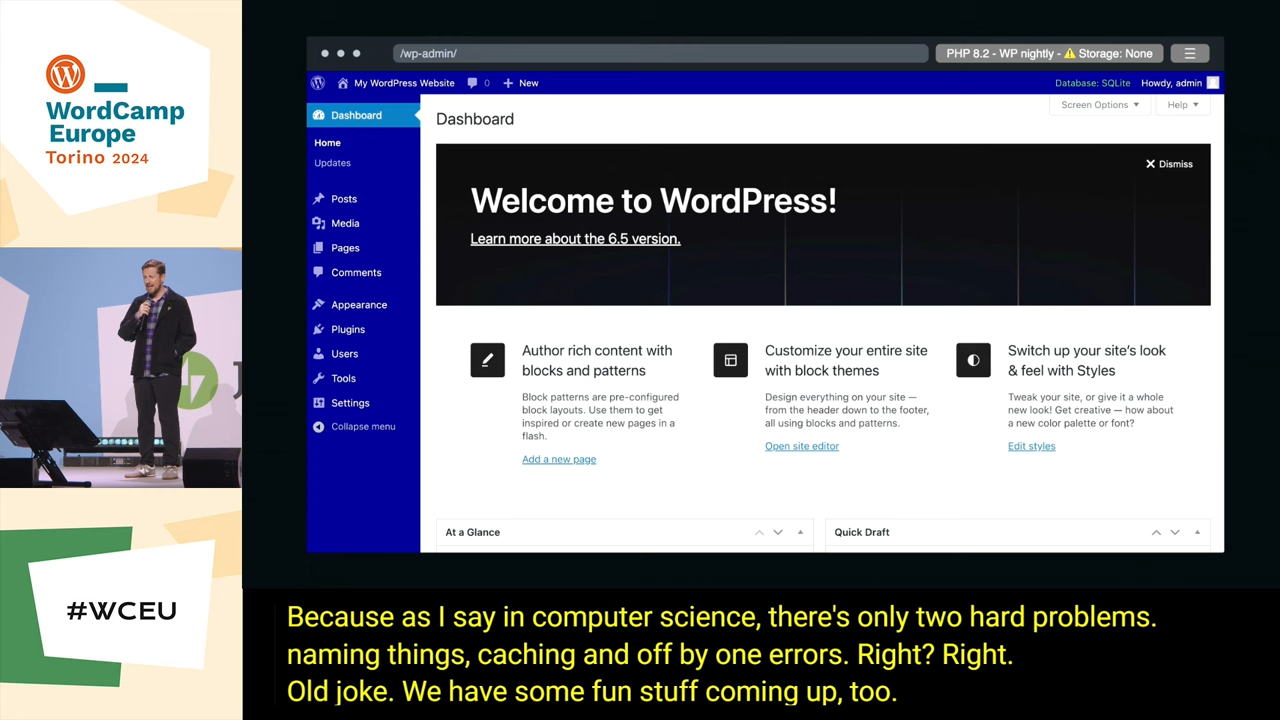 WordCamp
Europe
Torino 2024
#WCEU
/wp-admin/
PHP 8.2 - WP nightly - ⚠️ Storage: None
My WordPress Website
0
New
Database: SQLite
Howdy, admin
Dashboard
Home
Updates
Posts
Media
Pages
Comments
Appearance
Plugins
Users
Tools
Settings
Collapse menu
Screen Options
Help
Dashboard
Dismiss
Welcome to WordPress!
Learn more about the 6.5 version.
Author rich content with
blocks and patterns
Block patterns are pre-configured
block layouts. Use them to get
inspired or create new pages in a
flash.
Add a new page
Customize your entire site
with block themes
Design everything on your site —
from the header down to the footer,
all using blocks and patterns.
Open site editor
Switch up your site's look
& feel with Styles
Tweak your site, or give it a whole
new look! Get creative — how about
a new color palette or font?
Edit styles
At a Glance
Quick Draft
Because as I say in computer science, there's only two hard problems.
naming things, caching and off by one errors. Right? Right.
Old joke. We have some fun stuff coming up, too.